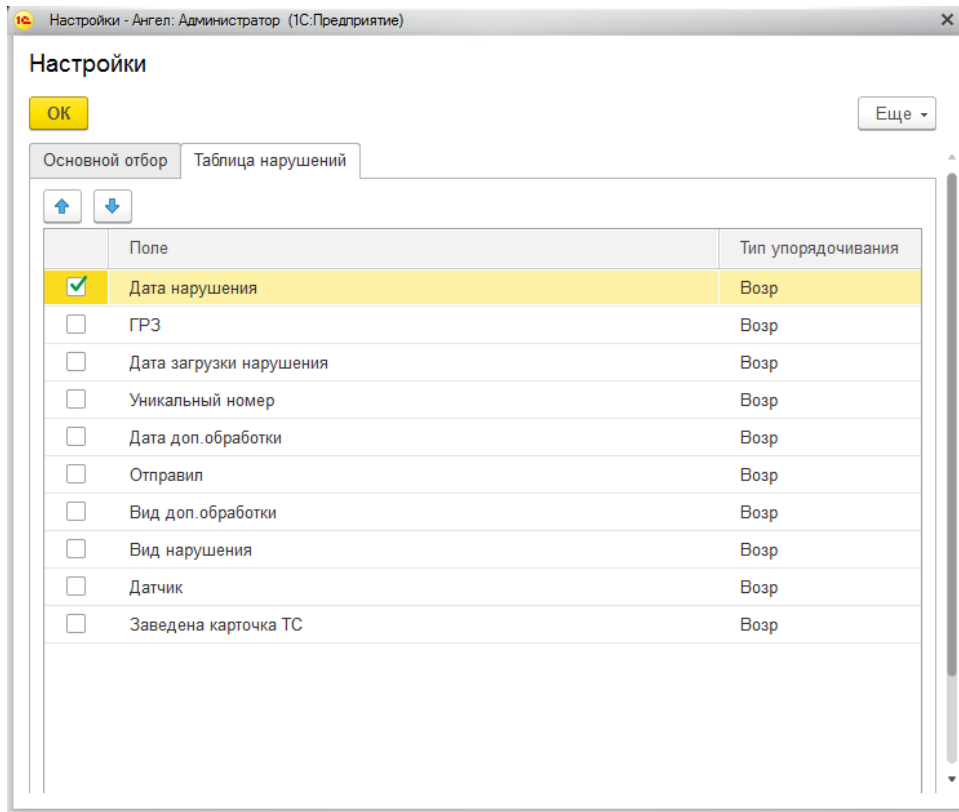 1С Настройки - Ангел: Администратор (1С:Предприятие)
Настройки
ОК
Еще
Основной отбор Таблица нарушений
Поле Тип упорядочивания
Дата нарушения Возр
ГРЗ Возр
Дата загрузки нарушения Возр
Уникальный номер Возр
Дата доп.обработки Возр
Отправил Возр
Вид доп.обработки Возр
Вид нарушения Возр
Датчик Возр
Заведена карточка ТС Возр